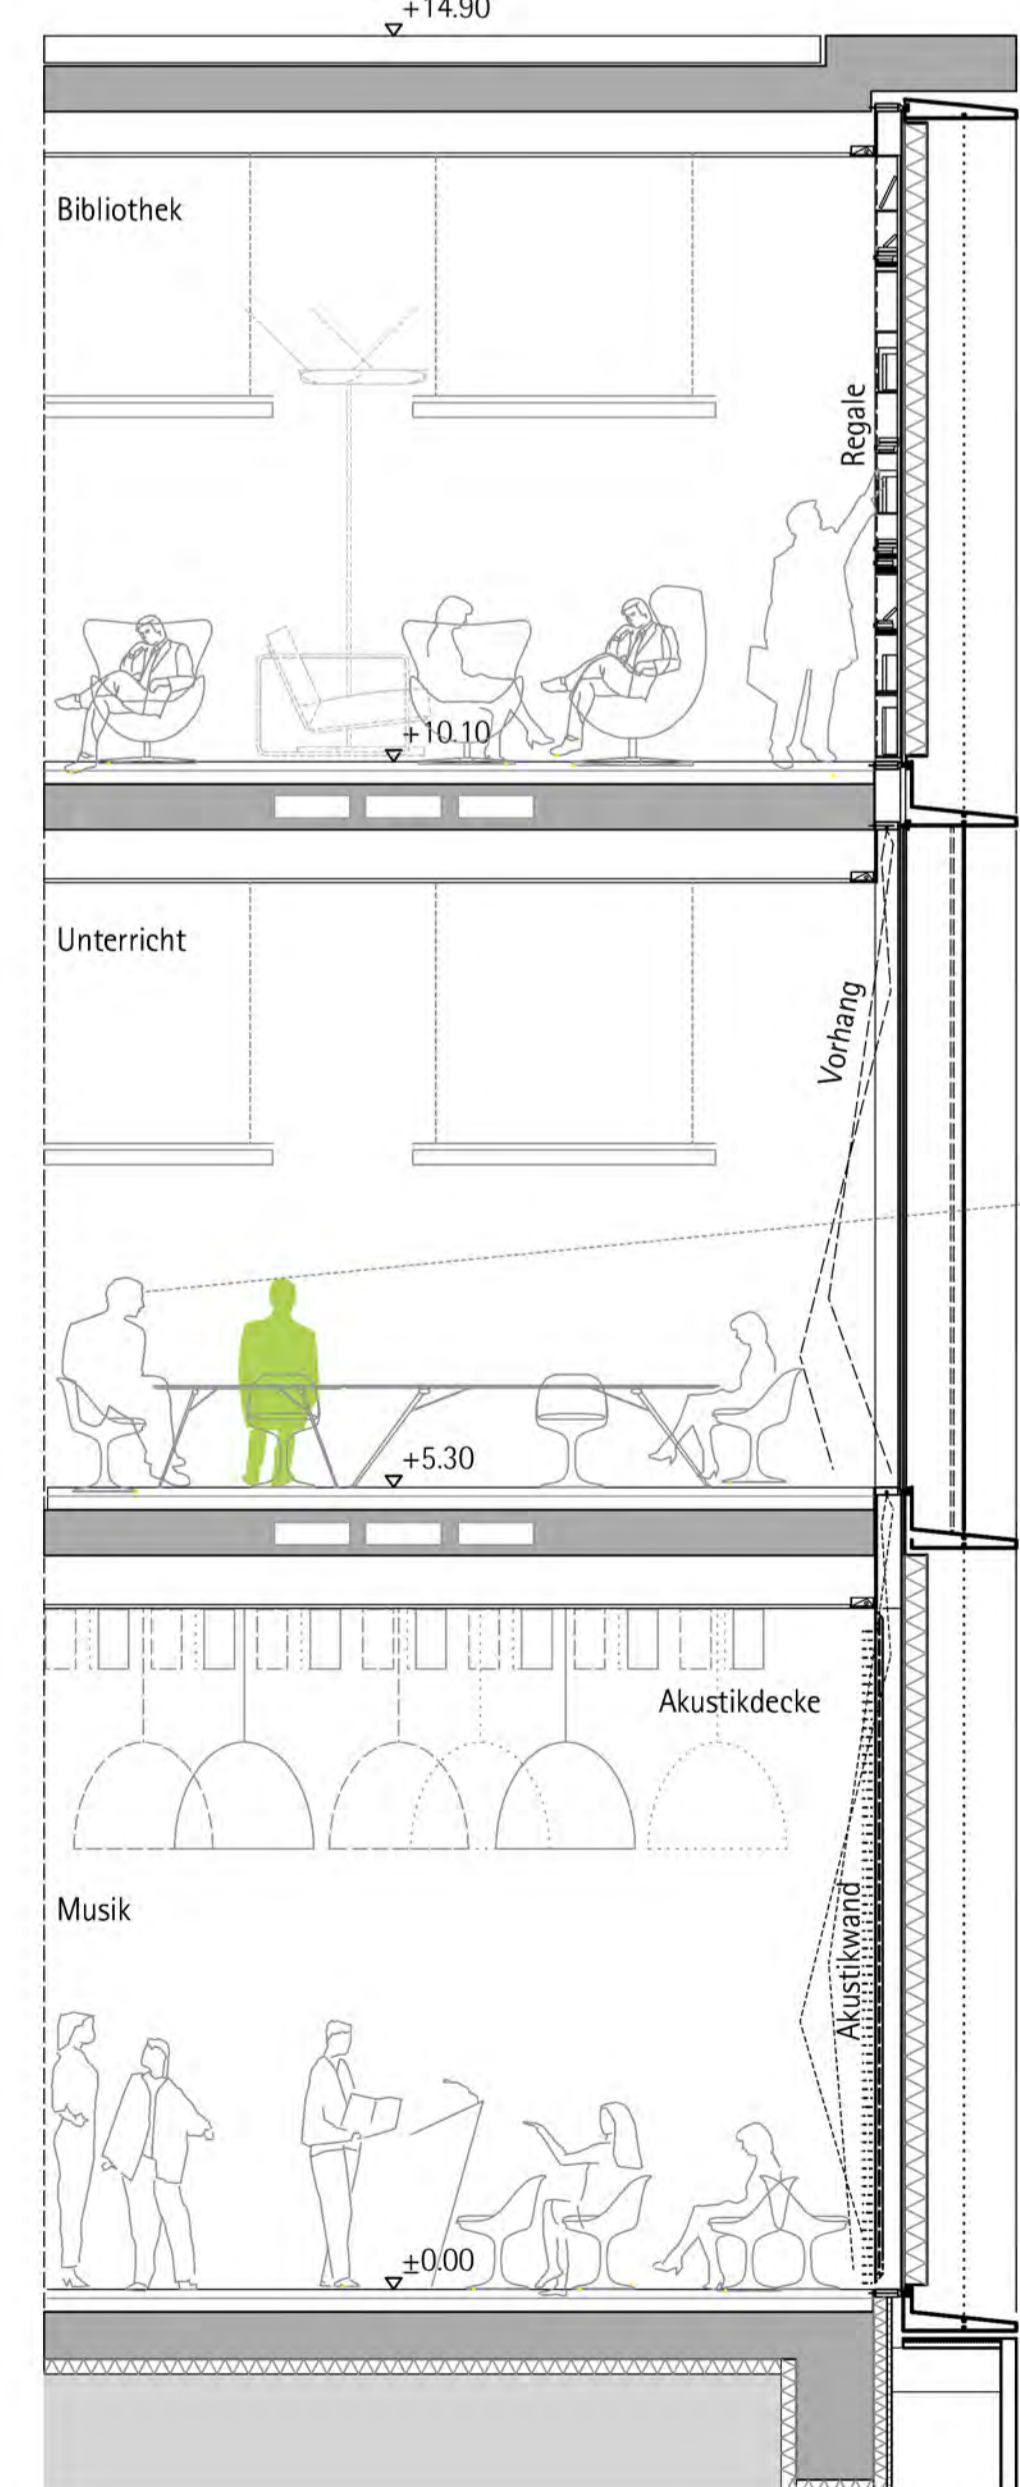 +14.90
Bibliothek
Regale
+10.10
Unterricht
Vorhang
+5.30
Akustikdecke
Musik
Akustikwand
±0.00